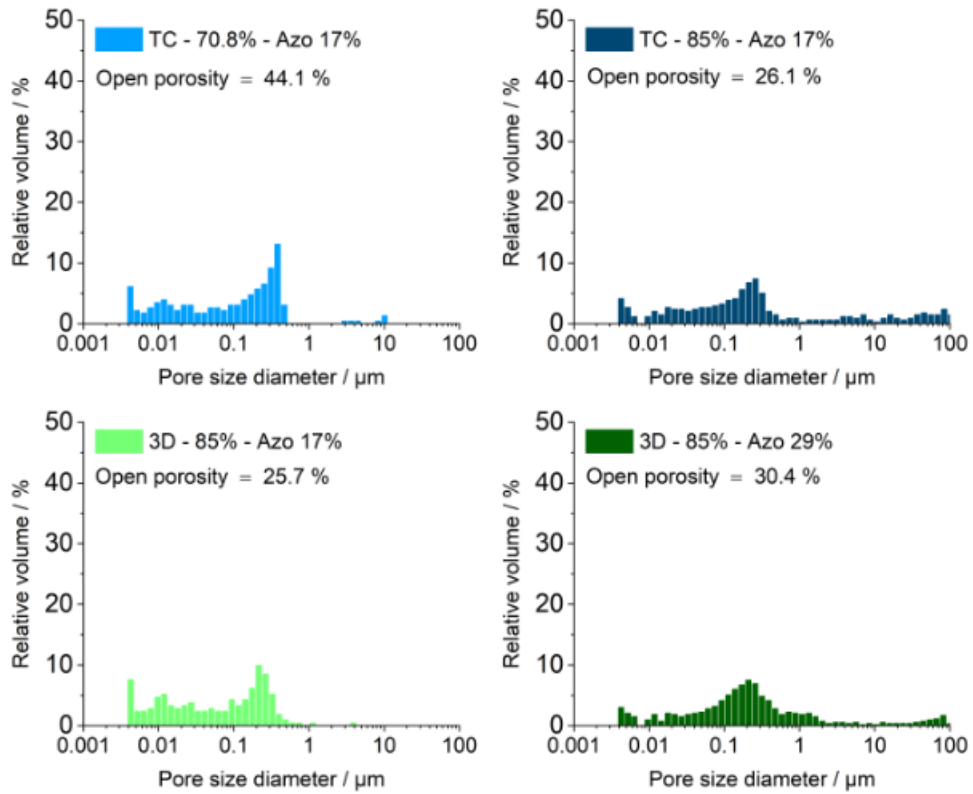 50
40
30
20
10
0
Relative volume / %
TC - 70.8% - Azo 17%
Open porosity = 44.1 %
0.001 0.01 0.1 1 10 100
Pore size diameter / µm
50
40
30
20
10
0
Relative volume / %
TC - 85% - Azo 17%
Open porosity = 26.1 %
0.001 0.01 0.1 1 10 100
Pore size diameter / µm
50
40
30
20
10
0
Relative volume / %
3D - 85% - Azo 17%
Open porosity = 25.7 %
0.001 0.01 0.1 1 10 100
Pore size diameter / µm
50
40
30
20
10
0
Relative volume / %
3D - 85% - Azo 29%
Open porosity = 30.4 %
0.001 0.01 0.1 1 10 100
Pore size diameter / µm